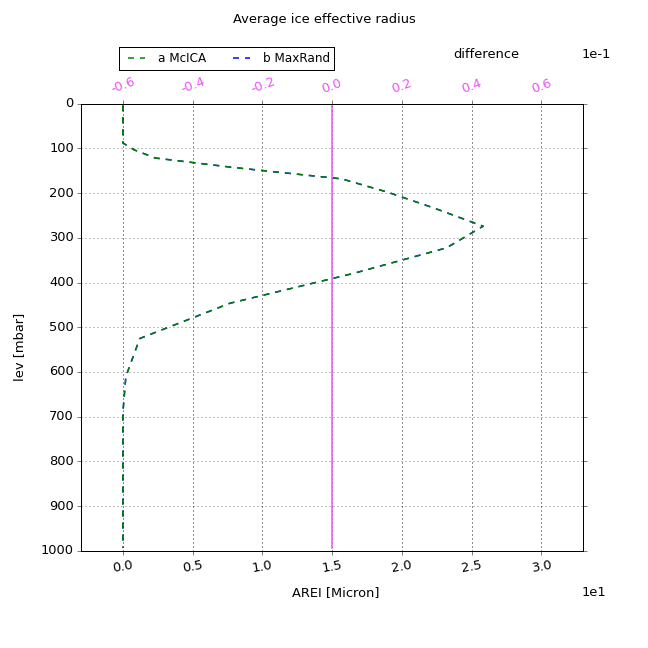 Average ice effective radius
a McICA b MaxRand difference 1e-1
-0.6 -0.4 -0.2 0.0 0.2 0.4 0.6
0
100
200
300
400
500
600
700
800
900
1000
lev [mbar]
0.0 0.5 1.0 1.5 2.0 2.5 3.0
AREI [Micron] 1e1